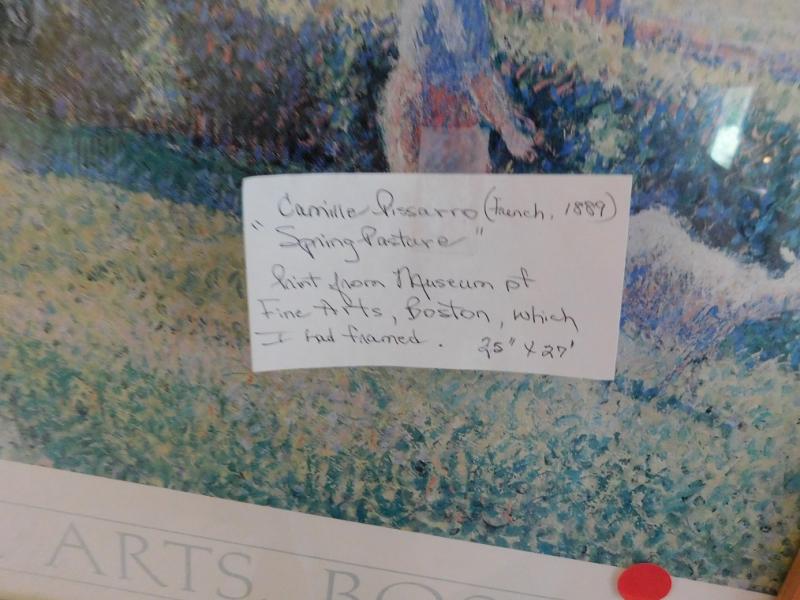 Camille Pissarro (French, 1889)
"Spring Pasture"
Print from Museum of
Fine Arts, Boston, which
I had framed. 25" x 27'
ARTS, BOS